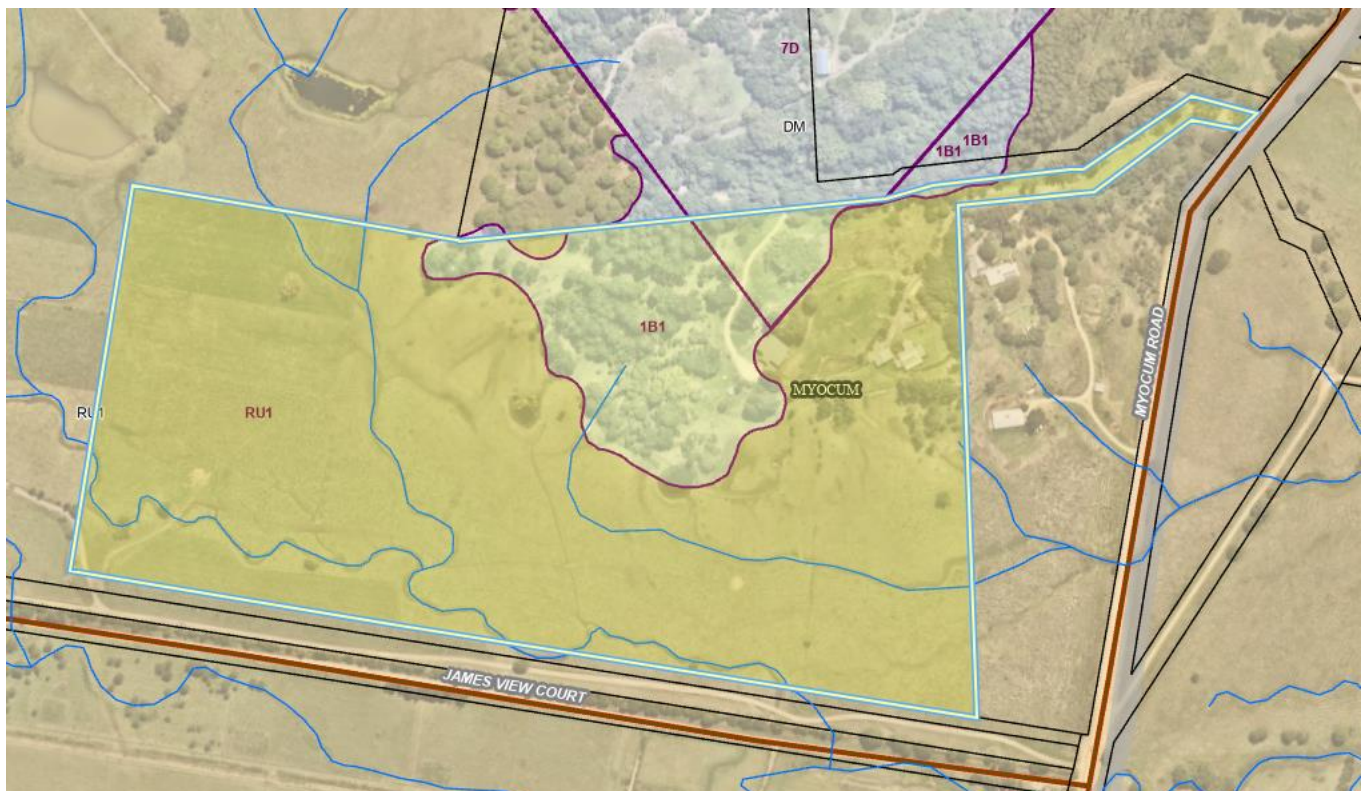 7D
DM
1B1
1B1
1B1
MYOCUM
RU1
RU1
MYOCUM ROAD
JAMES VIEW COURT